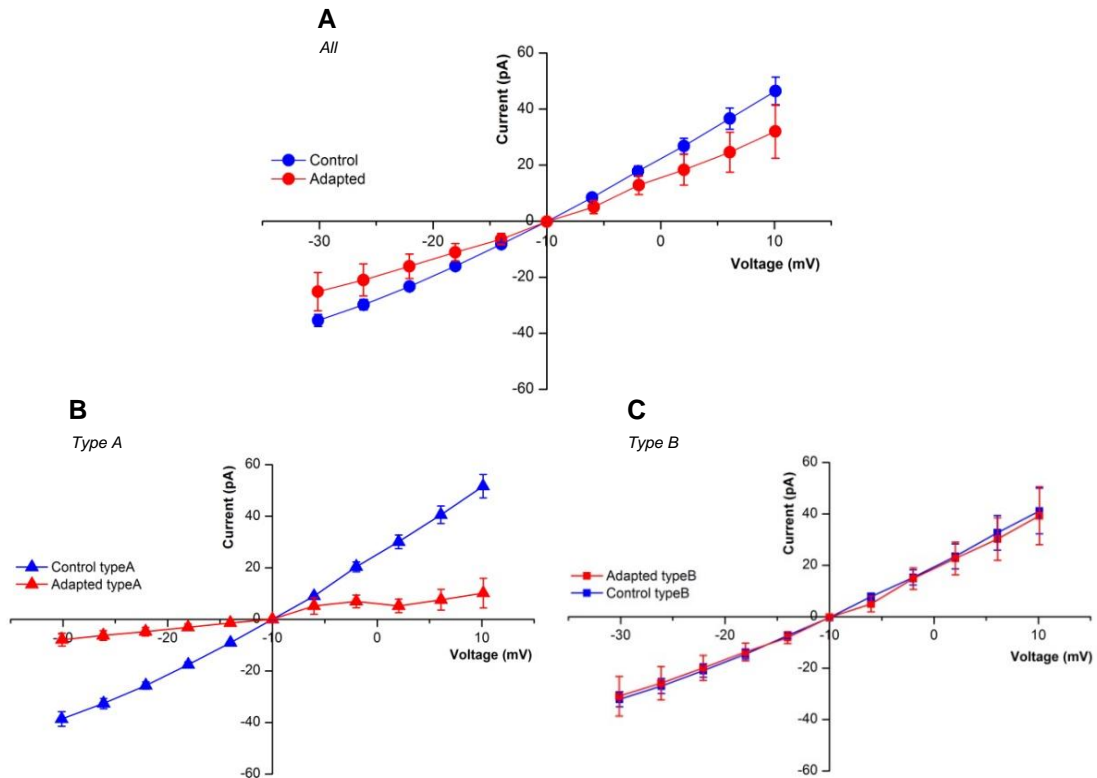 A
All
Current (pA)
60
40
20
0
-20
-40
-60
-30
-20
-10
0
10
Voltage (mV)
Control
Adapted
B
Type A
Current (pA)
60
40
20
0
-20
-40
-60
-30
-20
-10
0
10
Voltage (mV)
Control typeA
Adapted typeA
C
Type B
Current (pA)
60
40
20
0
-20
-40
-60
-30
-20
-10
0
10
Voltage (mV)
Adapted typeB
Control typeB